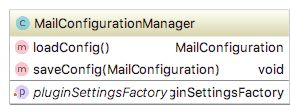 C MailConfigurationManager
m loadConfig() MailConfiguration
m saveConfig(MailConfiguration) void
p pluginSettingsFactory ginSettingsFactory